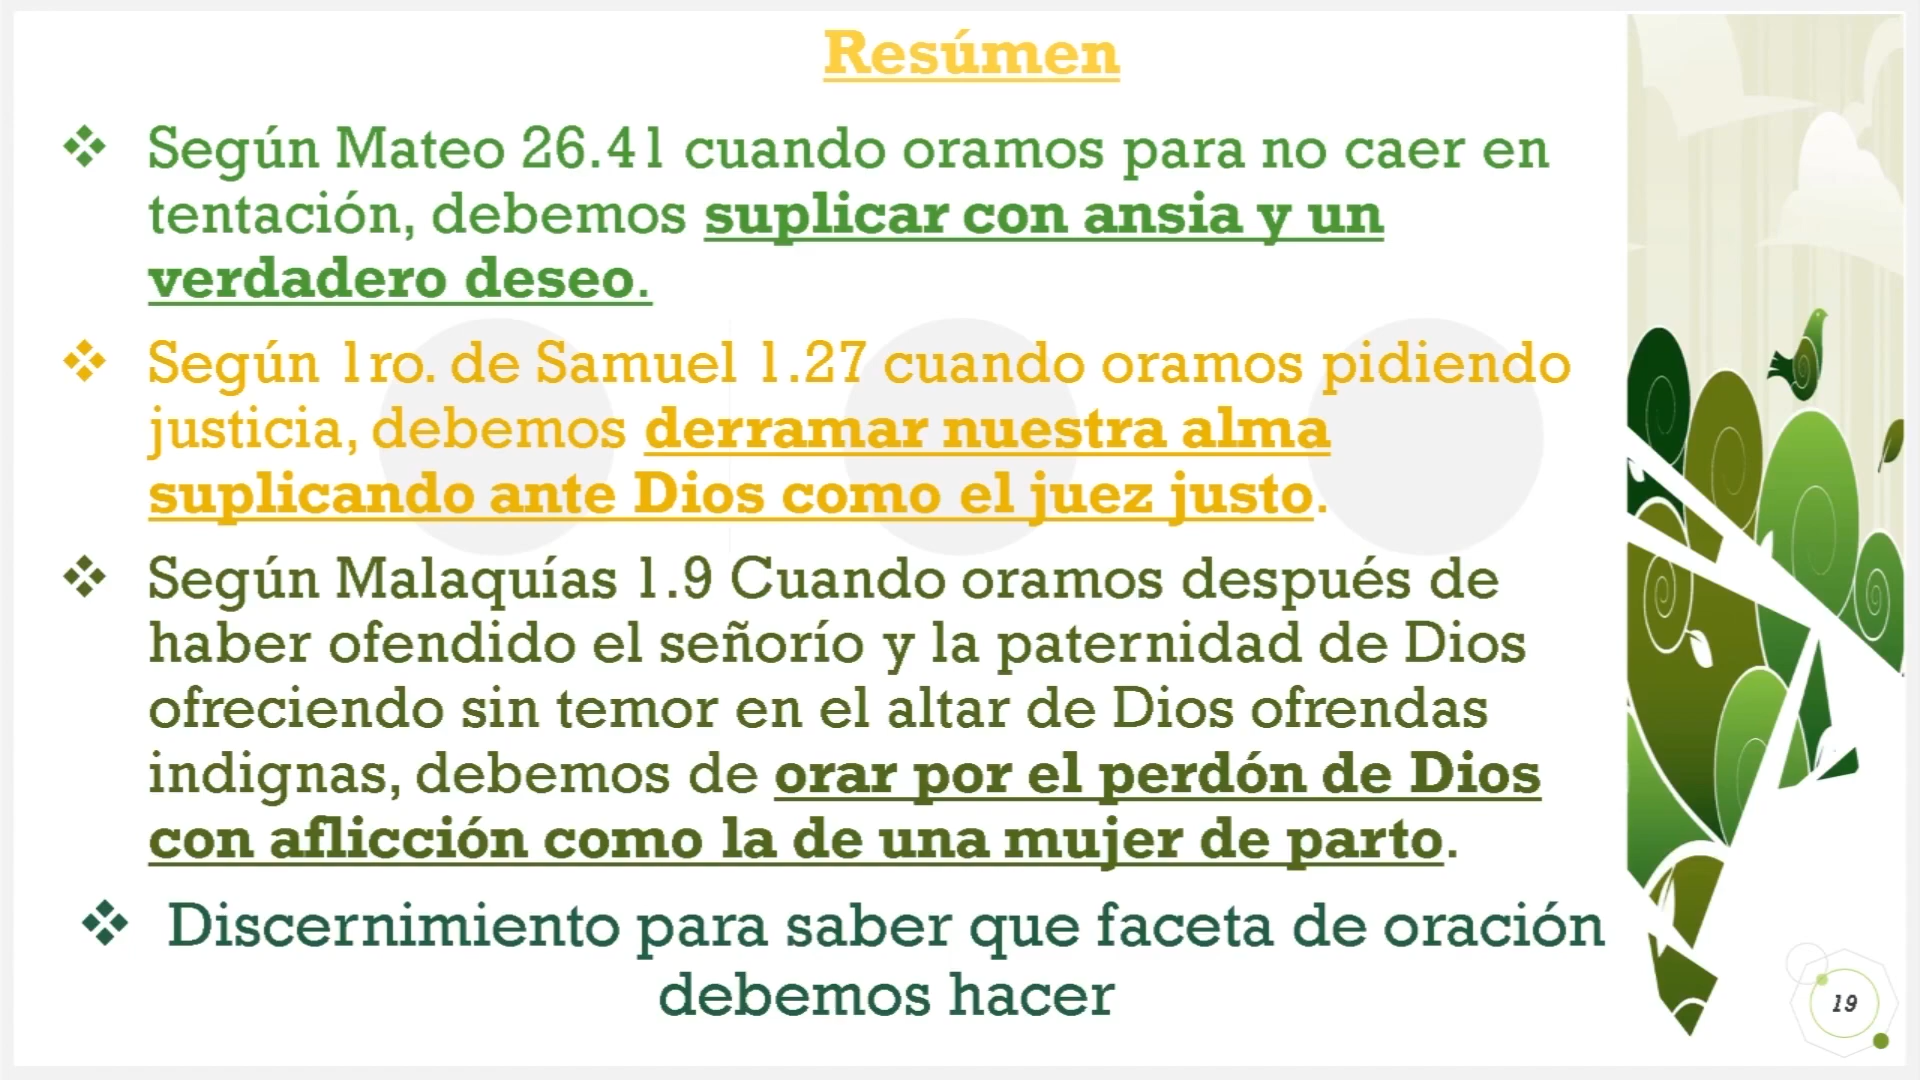 Resúmen
❖ Según Mateo 26.41 cuando oramos para no caer en
tentación, debemos suplicar con ansia y un
verdadero deseo.
❖ Según 1ro. de Samuel 1.27 cuando oramos pidiendo
justicia, debemos derramar nuestra alma
suplicando ante Dios como el juez justo.
❖ Según Malaquías 1.9 Cuando oramos después de
haber ofendido el señorío y la paternidad de Dios
ofreciendo sin temor en el altar de Dios ofrendas
indignas, debemos de orar por el perdón de Dios
con aflicción como la de una mujer de parto.
❖ Discernimiento para saber que faceta de oración
debemos hacer
19